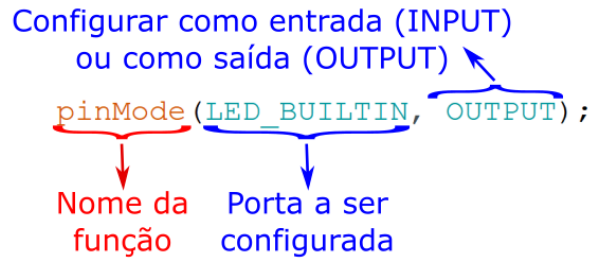 Configurar como entrada (INPUT)
ou como saída (OUTPUT)
pinMode(LED_BUILTIN, OUTPUT);
Nome da função
Porta a ser configurada